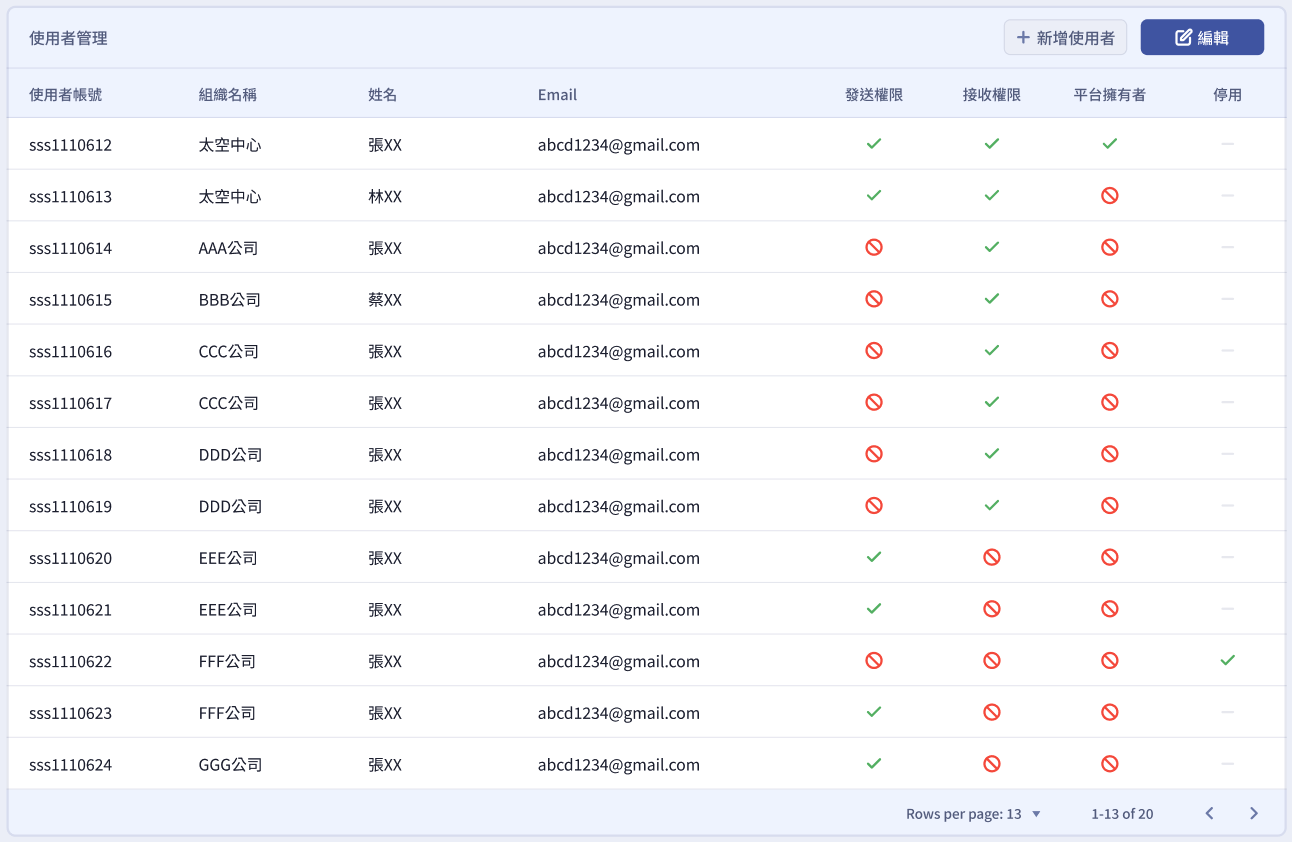 使用者管理
新增使用者
編輯
使用者帳號 組織名稱 姓名 Email 發送權限 接收權限 平台擁有者 停用
sss1110612 太空中心 張XX abcd1234@gmail.com
sss1110613 太空中心 林XX abcd1234@gmail.com
sss1110614 AAA公司 張XX abcd1234@gmail.com
sss1110615 BBB公司 蔡XX abcd1234@gmail.com
sss1110616 CCC公司 張XX abcd1234@gmail.com
sss1110617 CCC公司 張XX abcd1234@gmail.com
sss1110618 DDD公司 張XX abcd1234@gmail.com
sss1110619 DDD公司 張XX abcd1234@gmail.com
sss1110620 EEE公司 張XX abcd1234@gmail.com
sss1110621 EEE公司 張XX abcd1234@gmail.com
sss1110622 FFF公司 張XX abcd1234@gmail.com
sss1110623 FFF公司 張XX abcd1234@gmail.com
sss1110624 GGG公司 張XX abcd1234@gmail.com
Rows per page: 13 1-13 of 20